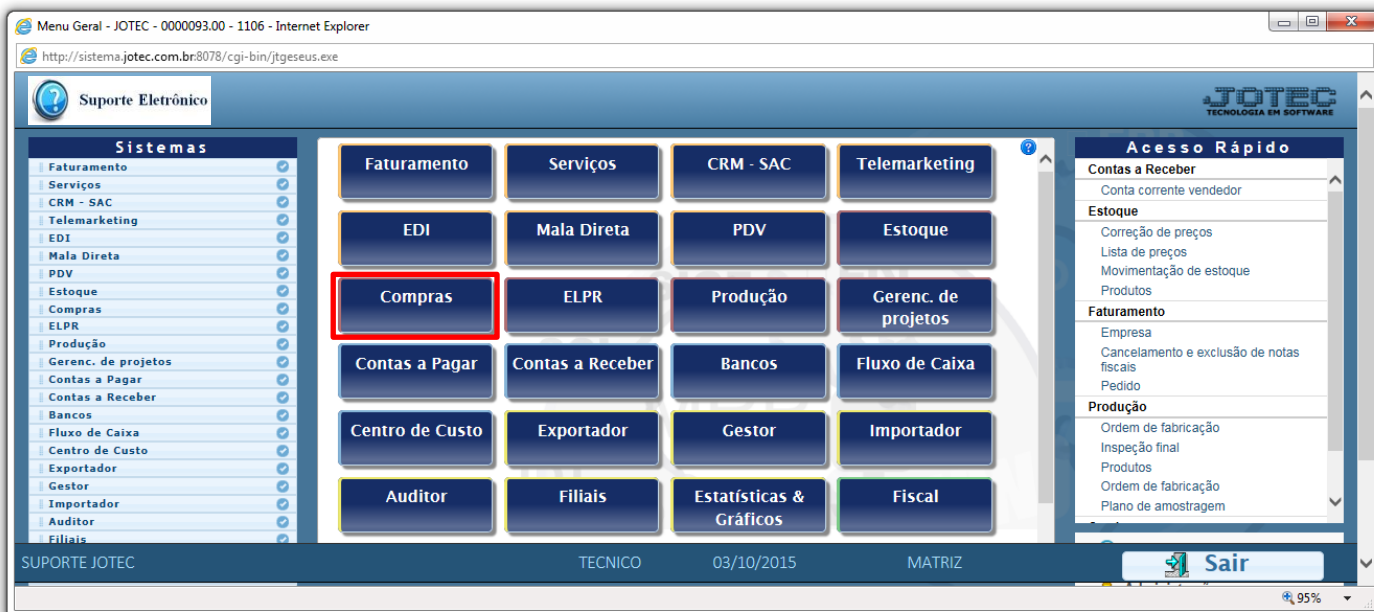 Menu Geral - JOTEC - 0000093.00 - 1106 - Internet Explorer
http://sistema.jotec.com.br:8078/cgi-bin/jtgeseus.exe
Suporte Eletrônico
JOTEC
TECNOLOGIA EM SOFTWARE
Sistemas
Faturamento
Serviços
CRM - SAC
Telemarketing
EDI
Mala Direta
PDV
Estoque
Compras
ELPR
Produção
Gerenc. de projetos
Contas a Pagar
Contas a Receber
Bancos
Fluxo de Caixa
Centro de Custo
Exportador
Gestor
Importador
Auditor
Filiais
Faturamento
Serviços
CRM - SAC
Telemarketing
EDI
Mala Direta
PDV
Estoque
Compras
ELPR
Produção
Gerenc. de
projetos
Contas a Pagar
Contas a Receber
Bancos
Fluxo de Caixa
Centro de Custo
Exportador
Gestor
Importador
Auditor
Filiais
Estatísticas &
Gráficos
Fiscal
Acesso Rápido
Contas a Receber
Conta corrente vendedor
Estoque
Correção de preços
Lista de preços
Movimentação de estoque
Produtos
Faturamento
Empresa
Cancelamento e exclusão de notas
fiscais
Pedido
Produção
Ordem de fabricação
Inspeção final
Produtos
Ordem de fabricação
Plano de amostragem
SUPORTE JOTEC
TECNICO
03/10/2015
MATRIZ
Sair
95%